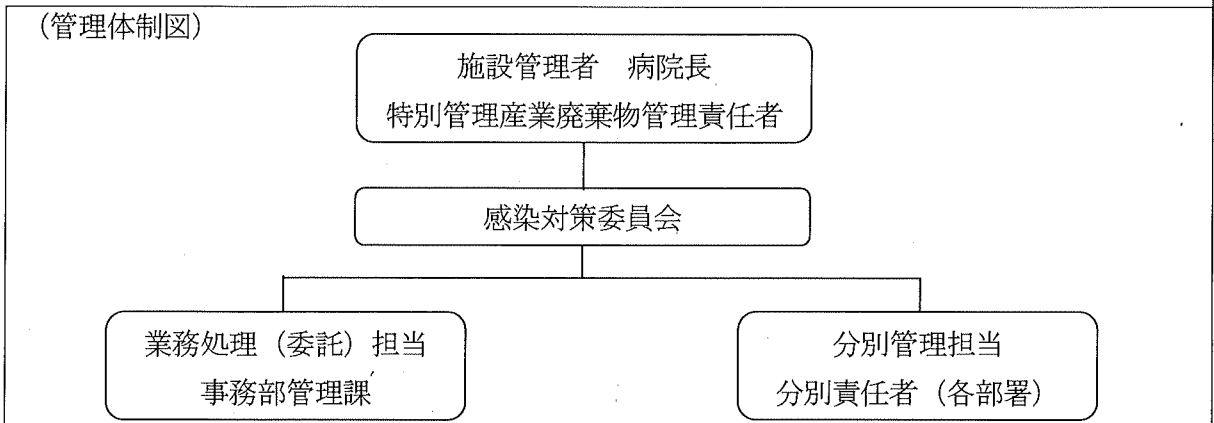 （管理体制図）
施設管理者　病院長
特別管理産業廃棄物管理責任者
感染対策委員会
業務処理（委託）担当
事務部管理課
分別管理担当
分別責任者（各部署）